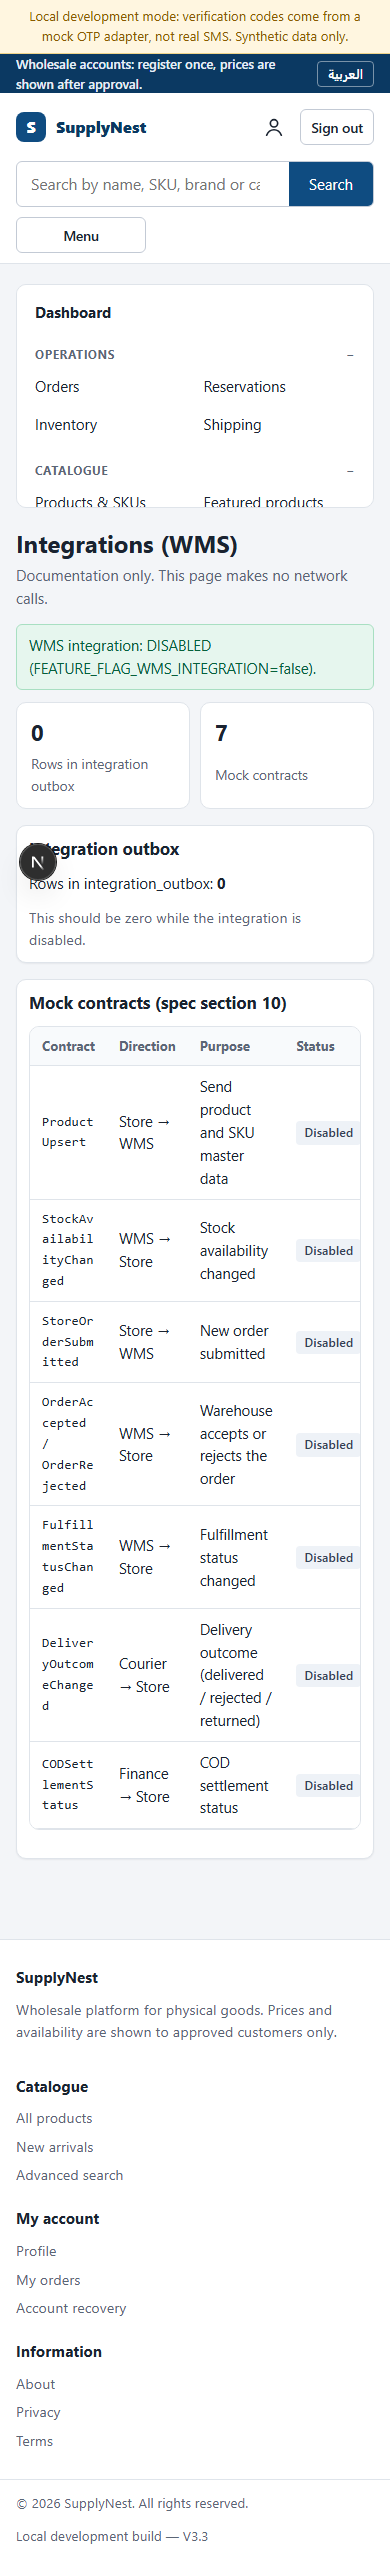 Local development mode: verification codes come from a
mock OTP adapter, not real SMS. Synthetic data only.
Wholesale accounts: register once, prices are
shown after approval.
العربية
S SupplyNest
Sign out
Search by name, SKU, brand or ca
Search
Menu
Dashboard
OPERATIONS –
Orders Reservations
Inventory Shipping
CATALOGUE –
Products & SKUs Featured products
Integrations (WMS)
Documentation only. This page makes no network
calls.
WMS integration: DISABLED
(FEATURE_FLAG_WMS_INTEGRATION=false).
0
Rows in integration
outbox
7
Mock contracts
N
Integration outbox
Rows in integration_outbox: 0
This should be zero while the integration is
disabled.
Mock contracts (spec section 10)
Contract Direction Purpose Status
Product
Upsert
Store →
WMS
Send
product
and SKU
master
data
Disabled
StockAv
ailabil
ityChan
ged
WMS →
Store
Stock
availability
changed
Disabled
StoreOr
derSubm
itted
Store →
WMS
New order
submitted
Disabled
OrderAc
cepted
/
OrderRe
jected
WMS →
Store
Warehouse
accepts or
rejects the
order
Disabled
Fulfill
mentSta
tusChan
ged
WMS →
Store
Fulfillment
status
changed
Disabled
Deliver
yOutcom
eChange
d
Courier
→ Store
Delivery
outcome
(delivered
/ rejected /
returned)
Disabled
CODSett
lementS
tatus
Finance
→ Store
COD
settlement
status
Disabled
SupplyNest
Wholesale platform for physical goods. Prices and
availability are shown to approved customers only.
Catalogue
All products
New arrivals
Advanced search
My account
Profile
My orders
Account recovery
Information
About
Privacy
Terms
© 2026 SupplyNest. All rights reserved.
Local development build — V3.3